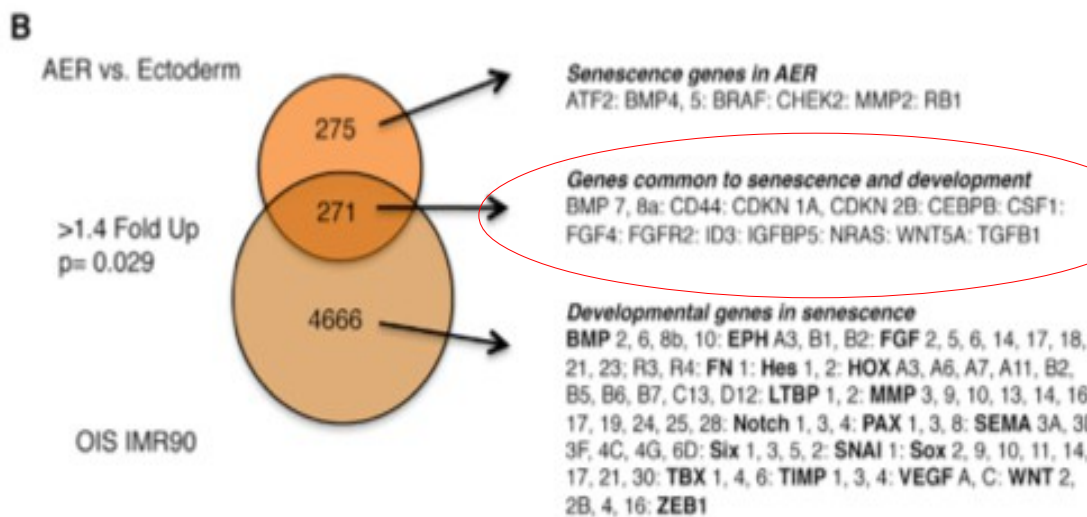 B
AER vs. Ectoderm
275
271
>1.4 Fold Up
p= 0.029
4666
OIS IMR90
Senescence genes in AER
ATF2: BMP4, 5: BRAF: CHEK2: MMP2: RB1
Genes common to senescence and development
BMP 7, 8a: CD44: CDKN 1A, CDKN 2B: CEBPB: CSF1:
FGF4: FGFR2: ID3: IGFBP5: NRAS: WNT5A: TGFB1
Developmental genes in senescence
BMP 2, 6, 8b, 10: EPH A3, B1, B2: FGF 2, 5, 6, 14, 17, 18,
21, 23; R3, R4: FN 1: Hes 1, 2: HOX A3, A6, A7, A11, B2,
B5, B6, B7, C13, D12: LTBP 1, 2: MMP 3, 9, 10, 13, 14, 16
17, 19, 24, 25, 28: Notch 1, 3, 4: PAX 1, 3, 8: SEMA 3A,
3F, 4C, 4G, 6D: Six 1, 3, 5, 2: SNAI 1: Sox 2, 9, 10, 11, 14,
17, 21, 30: TBX 1, 4, 6: TIMP 1, 3, 4: VEGF A, C: WNT 2,
2B, 4, 16: ZEB1